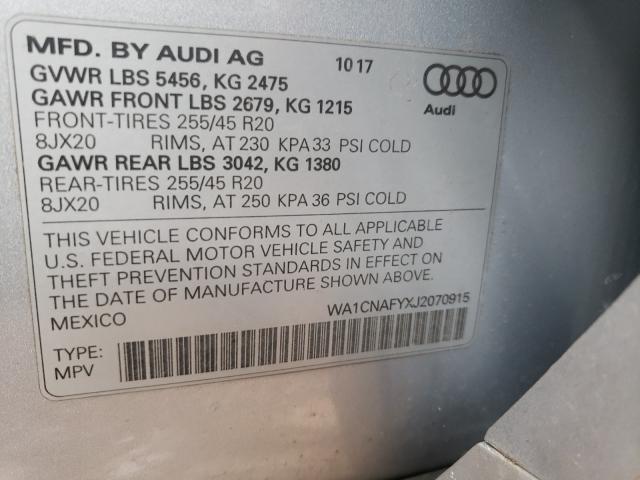 MFD. BY AUDI AG 10 17
GVWR LBS 5456, KG 2475
GAWR FRONT LBS 2679, KG 1215
Audi
FRONT-TIRES 255/45 R20
8JX20 RIMS, AT 230 KPA 33 PSI COLD
GAWR REAR LBS 3042, KG 1380
REAR-TIRES 255/45 R20
8JX20 RIMS, AT 250 KPA 36 PSI COLD
THIS VEHICLE CONFORMS TO ALL APPLICABLE
U.S. FEDERAL MOTOR VEHICLE SAFETY AND
THEFT PREVENTION STANDARDS IN EFFECT ON
THE DATE OF MANUFACTURE SHOWN ABOVE.
MEXICO WA1CNAFYXJ2070915
TYPE:
MPV